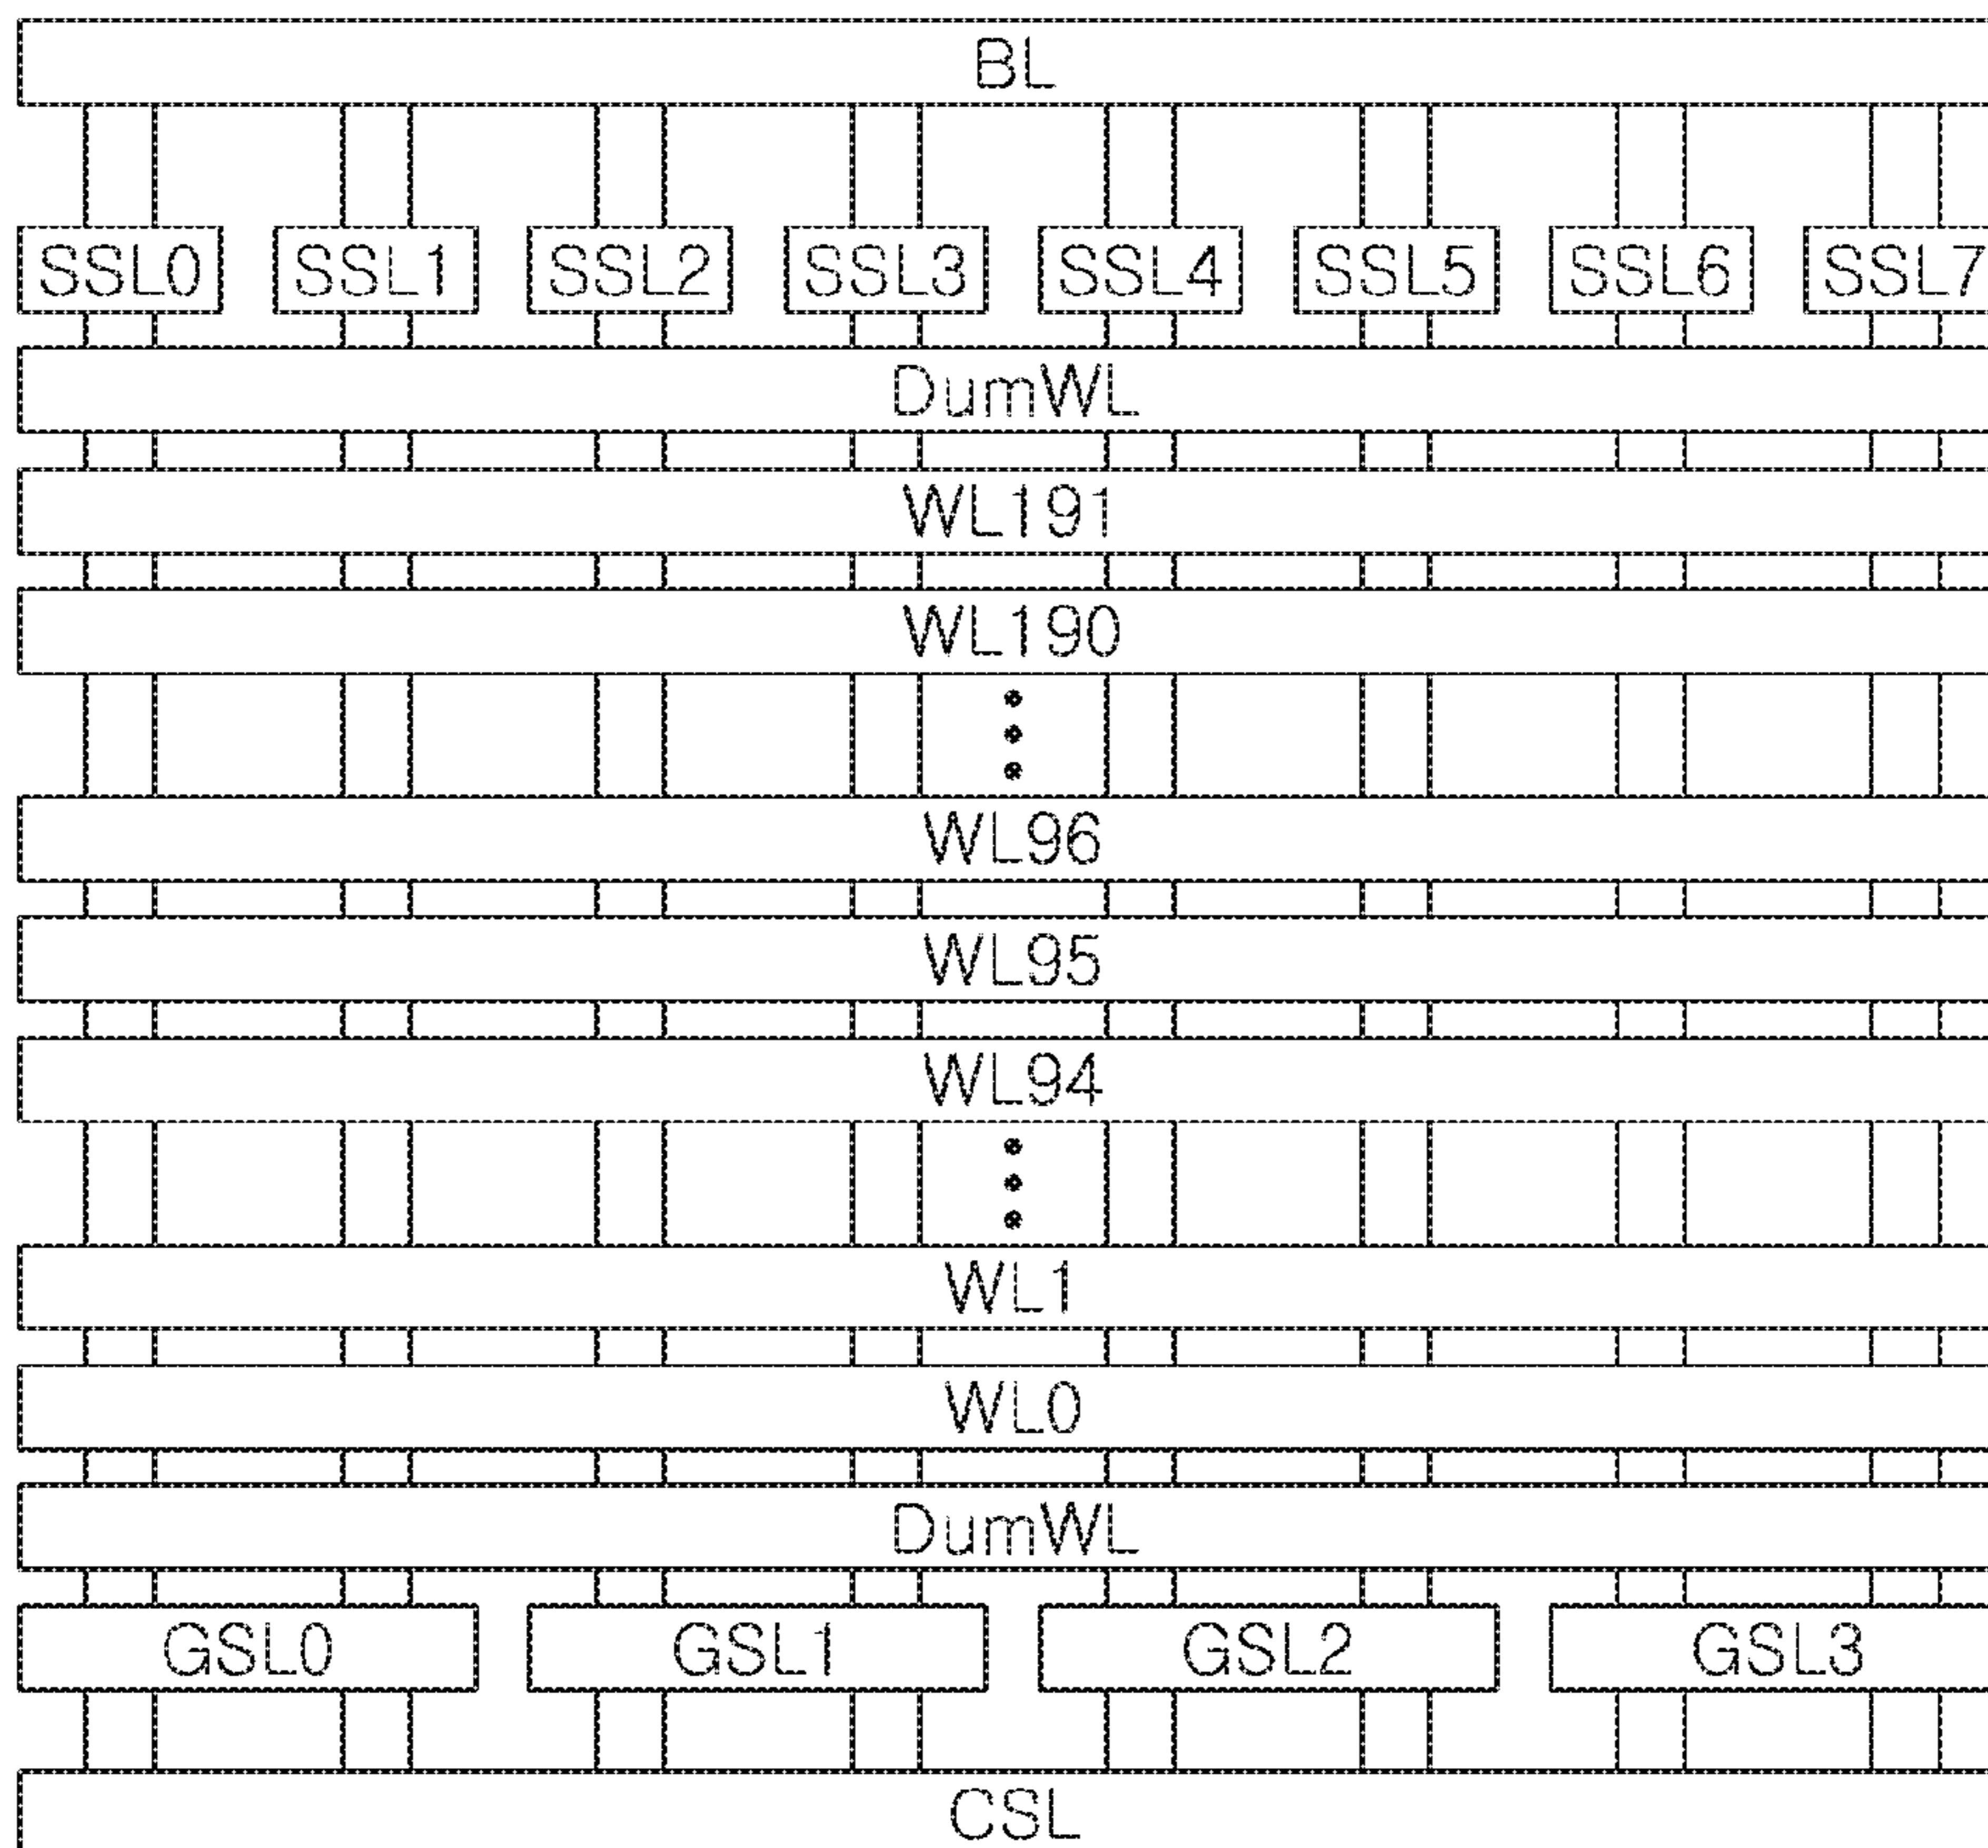 BL
SSL0 SSL1 SSL2 SSL3 SSL4 SSL5 SSL6 SSL7
DumWL
WL191
WL190
WL96
WL95
WL94
WL1
WL0
DumWL
GSL0 GSL1 GSL2 GSL3
CSL